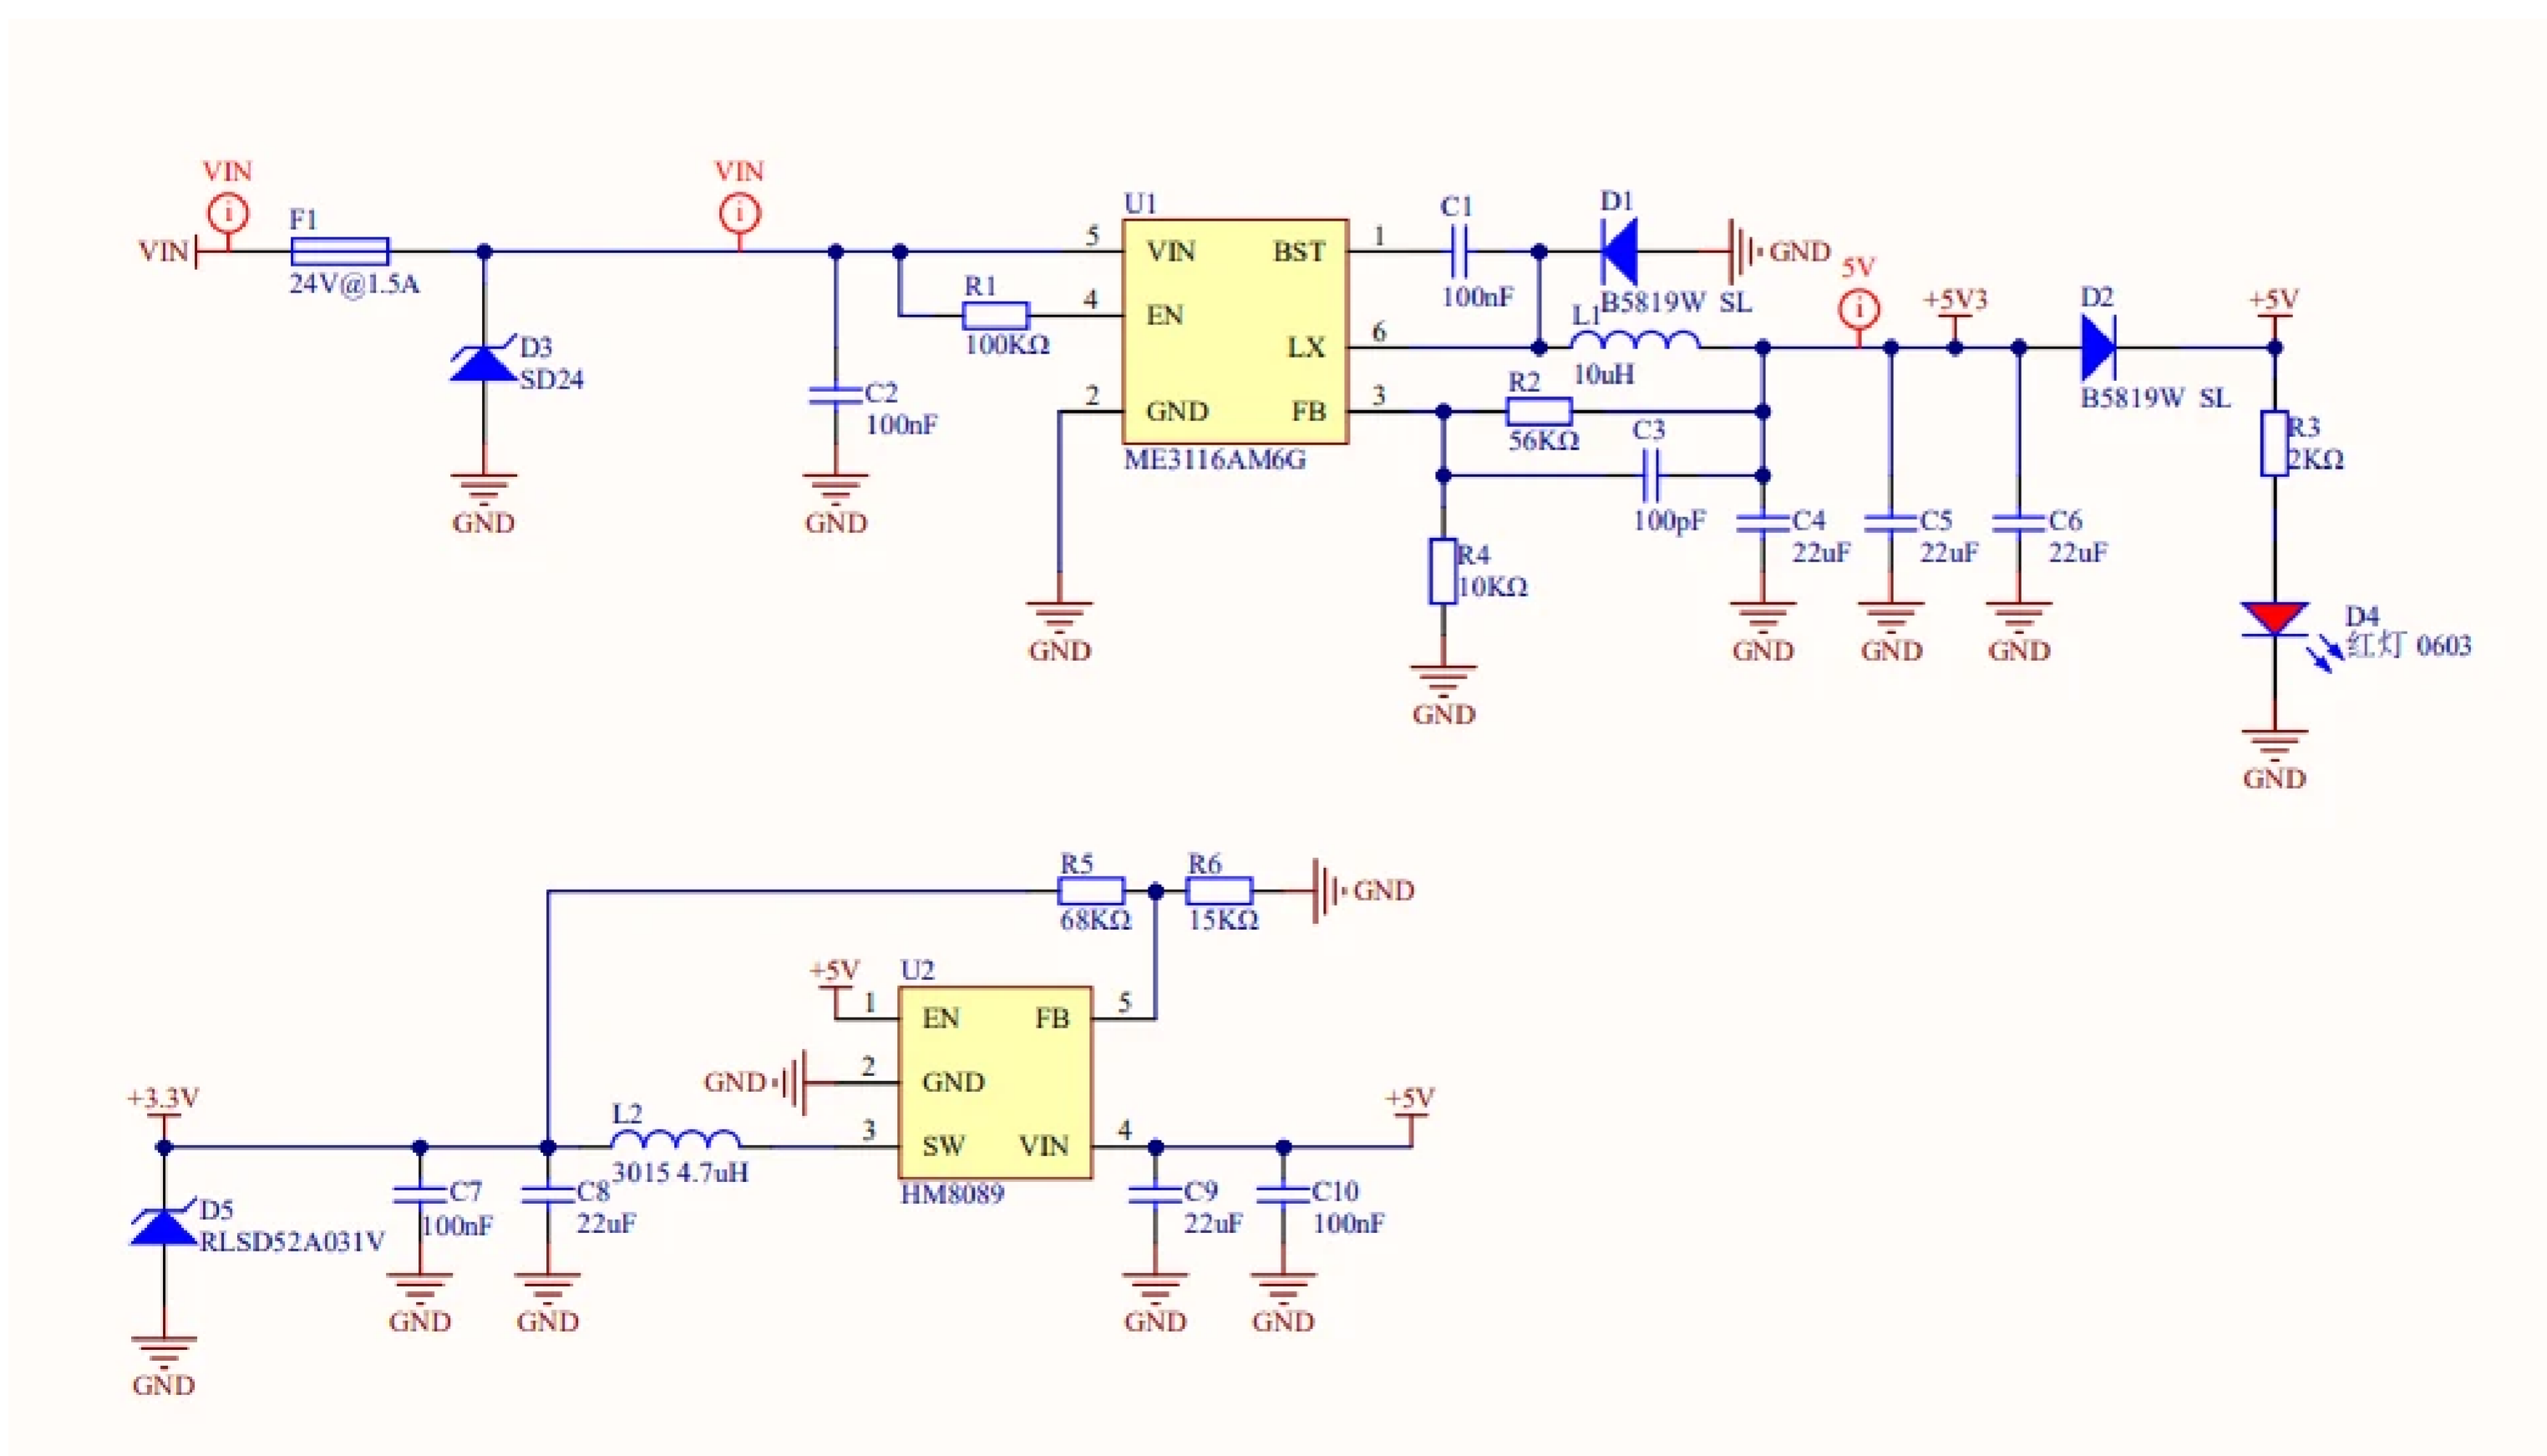 VIN
VIN
F1
24V@1.5A
VIN
i
i
D3
SD24
GND
C2
100nF
GND
R1
100KΩ
U1
5
VIN
4
EN
2
GND
BST
1
LX
6
FB
3
ME3116AM6G
GND
C1
100nF
D1
B5819W SL
GND
L1
10uH
R2
56KΩ
C3
100pF
R4
10KΩ
GND
5V
i
+5V3
C4
22uF
GND
C5
22uF
GND
C6
22uF
GND
D2
B5819W SL
+5V
R3
2KΩ
D4
红灯 0603
GND
R5
68KΩ
R6
15KΩ
GND
+5V
U2
1
EN
FB
5
GND
2
GND
3
SW
VIN
4
HM8089
+3.3V
L2
3015 4.7uH
D5
RLSD52A031V
GND
C7
100nF
GND
C8
22uF
GND
C9
22uF
GND
C10
100nF
GND
+5V